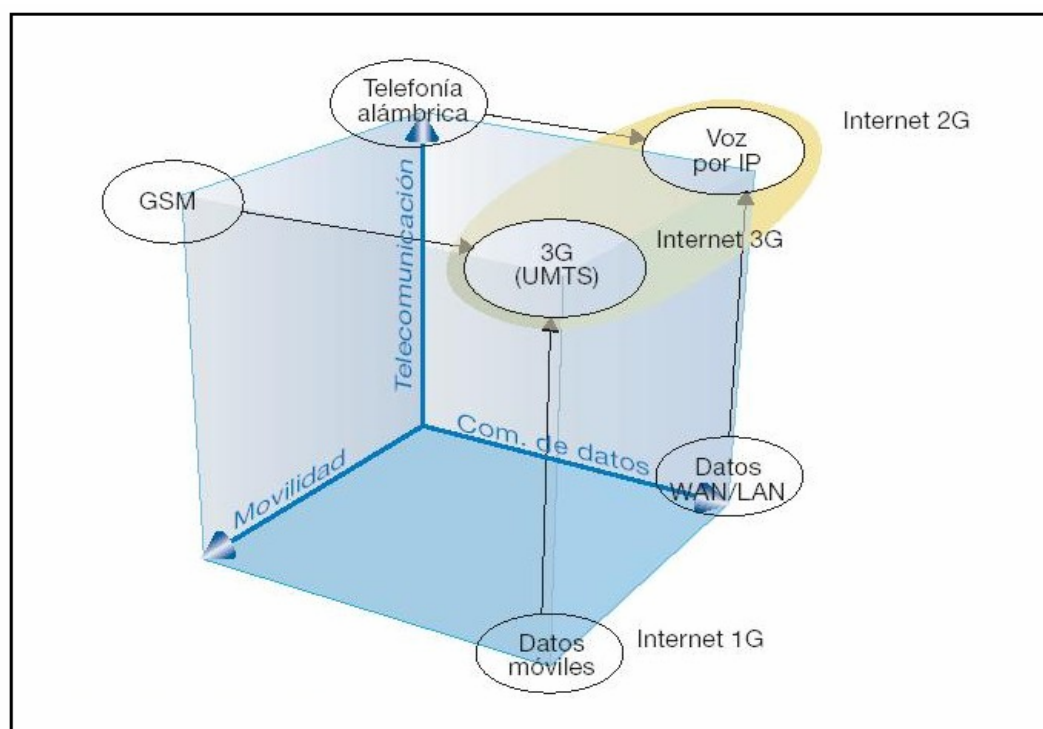 Telefonía
alámbrica
Internet 2G
Voz
por IP
GSM
Internet 3G
3G
(UMTS)
Telecomunicación
Com. de datos
Movilidad
Datos
WAN/LAN
Datos
móviles
Internet 1G